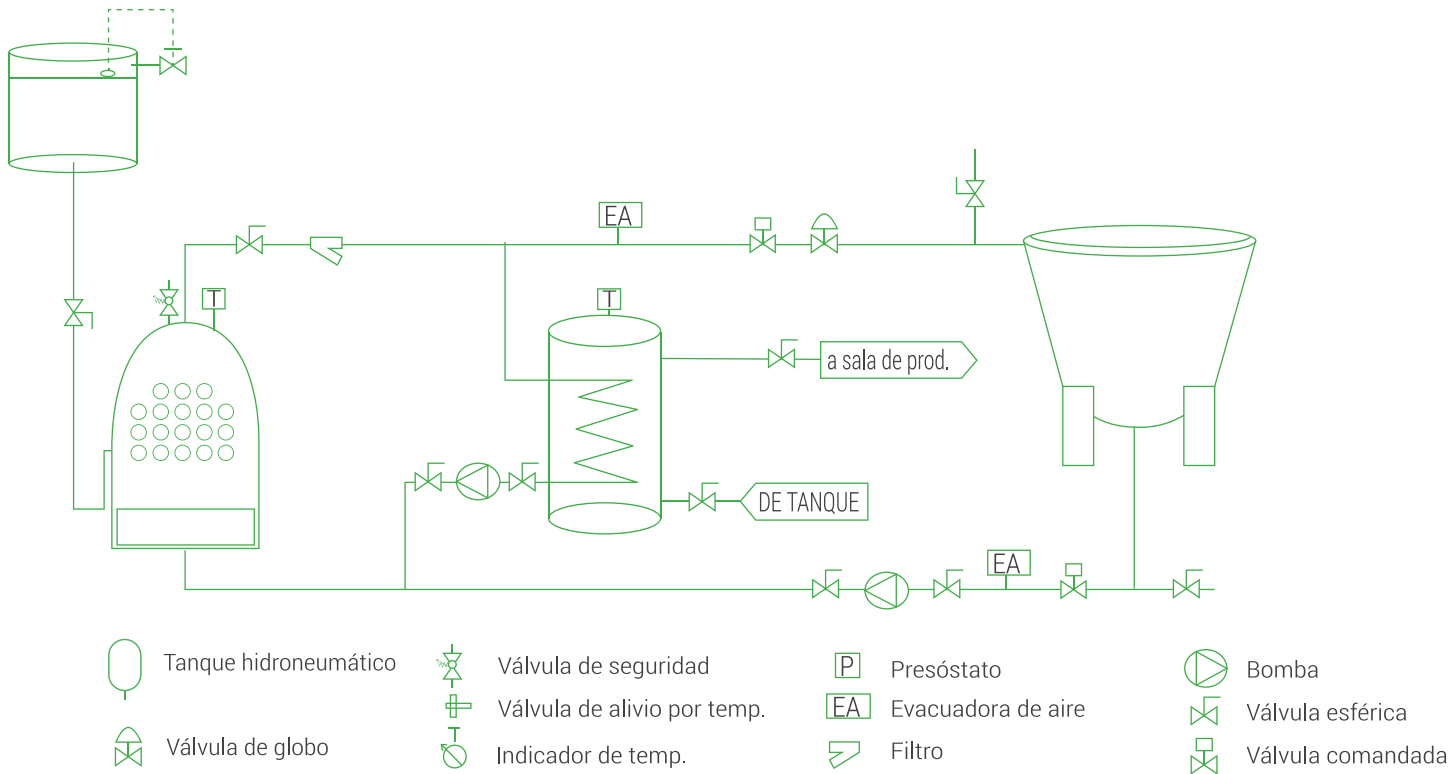 EA
T
T
a sala de prod.
DE TANQUE
EA
Tanque hidroneumático
Válvula de seguridad
P Presóstato
Bomba
Válvula de alivio por temp.
EA Evacuadora de aire
Válvula esférica
Válvula de globo
T
Indicador de temp.
Filtro
Válvula comandada